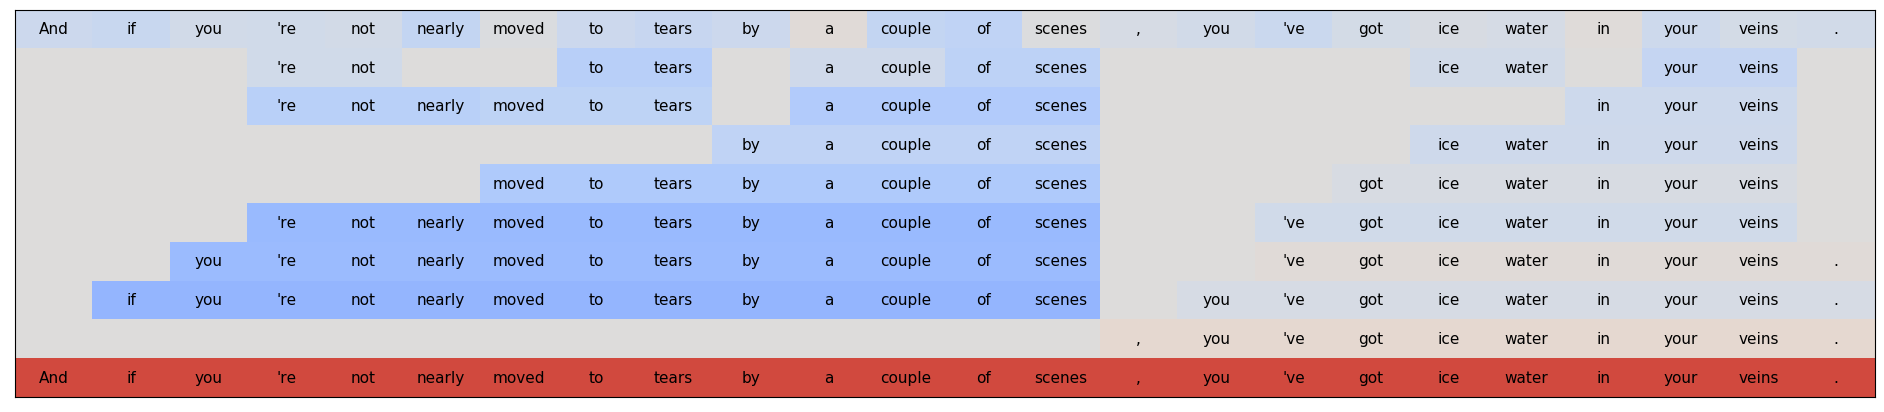 And if you 're not nearly moved to tears by a couple of scenes , you 've got ice water in your veins .
're not to tears a couple of scenes ice water your veins
're not nearly moved to tears a couple of scenes in your veins
by a couple of scenes ice water in your veins
moved to tears by a couple of scenes got ice water in your veins
're not nearly moved to tears by a couple of scenes 've got ice water in your veins
you 're not nearly moved to tears by a couple of scenes 've got ice water in your veins .
if you 're not nearly moved to tears by a couple of scenes you 've got ice water in your veins .
, you 've got ice water in your veins .
And if you 're not nearly moved to tears by a couple of scenes , you 've got ice water in your veins .